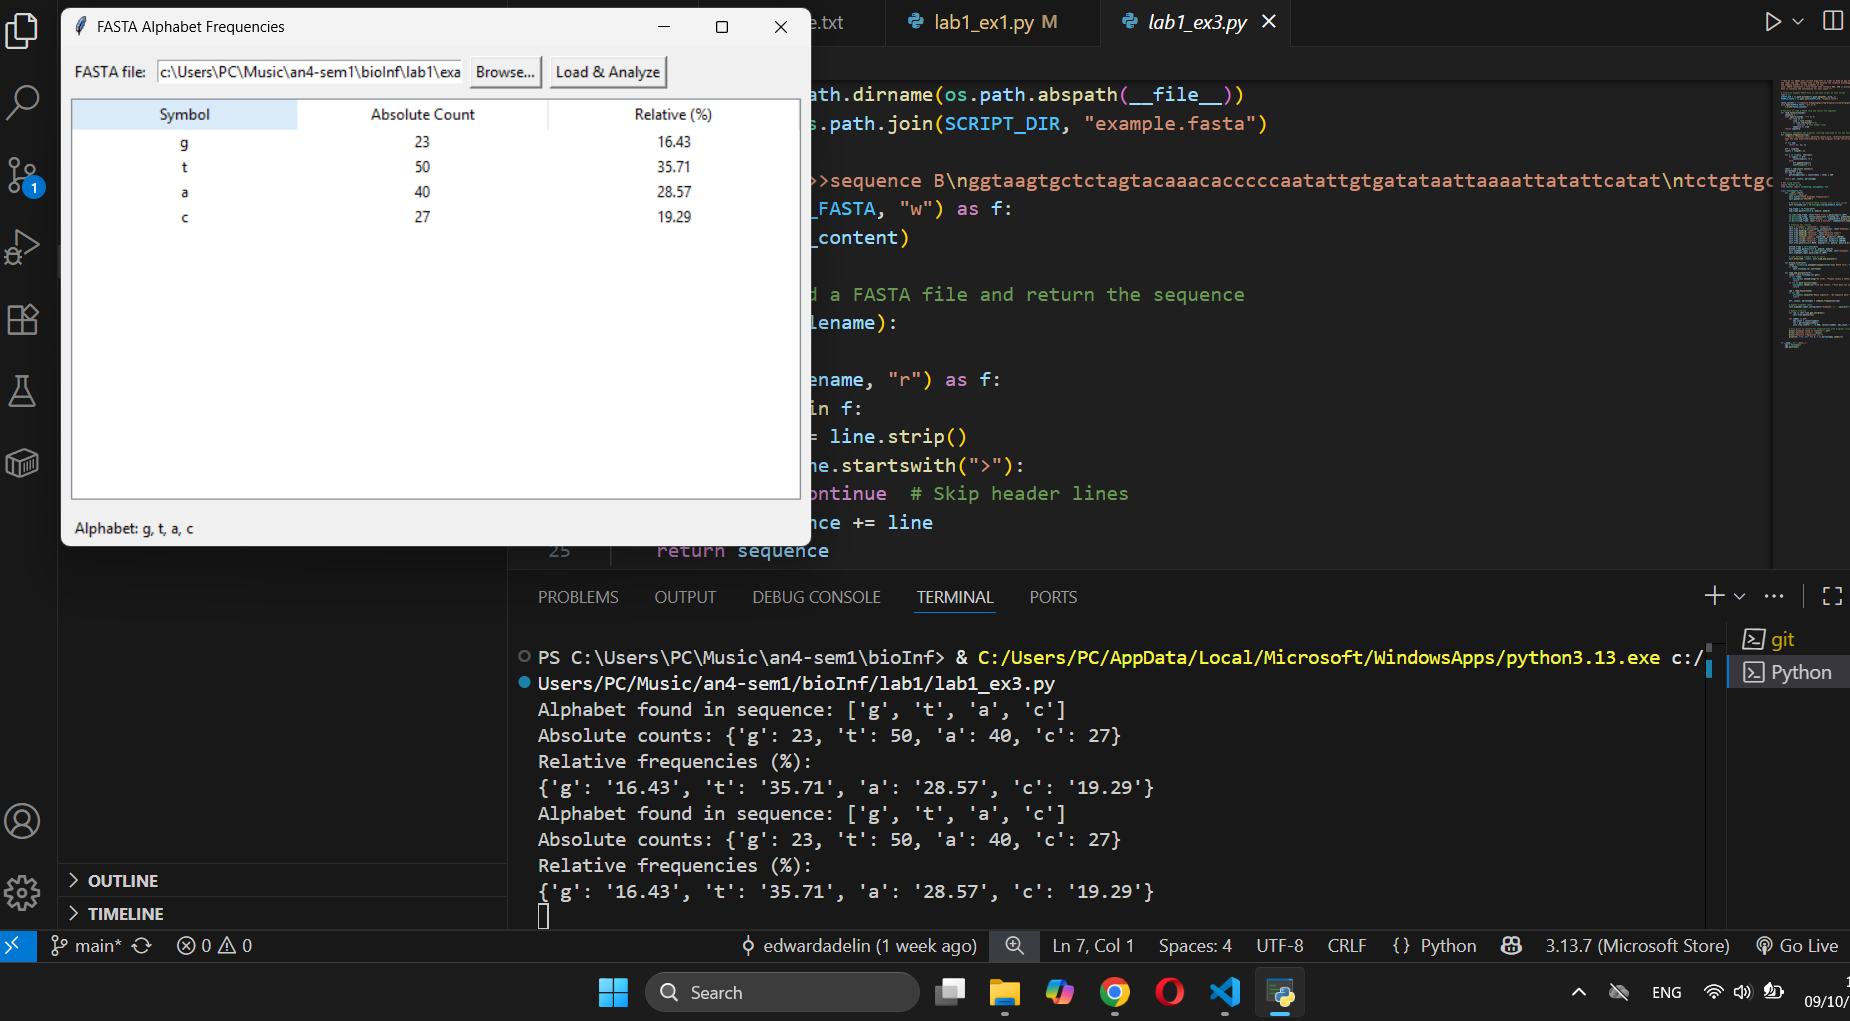 FASTA Alphabet Frequencies
FASTA file: c:\Users\PC\Music\an4-sem1\bioInf\lab1\exa Browse... Load & Analyze
Symbol Absolute Count Relative (%)
g 23 16.43
t 50 35.71
a 40 28.57
c 27 19.29
Alphabet: g, t, a, c
e.txt lab1_ex1.py M lab1_ex3.py
ath.dirname(os.path.abspath(__file__))
s.path.join(SCRIPT_DIR, "example.fasta")
>>sequence B\nggtaagtgctctagtacaaacacccccaatattgtgatataattaaaattatattcatat\ntctgttgc
_FASTA, "w") as f:
_content)
d a FASTA file and return the sequence
lename):
ename, "r") as f:
in f:
= line.strip()
ne.startswith(">"):
ontinue # Skip header lines
nce += line
25 return sequence
PROBLEMS OUTPUT DEBUG CONSOLE TERMINAL PORTS
PS C:\Users\PC\Music\an4-sem1\bioInf> & C:/Users/PC/AppData/Local/Microsoft/WindowsApps/python3.13.exe c:/
Users/PC/Music/an4-sem1/bioInf/lab1/lab1_ex3.py
Alphabet found in sequence: ['g', 't', 'a', 'c']
Absolute counts: {'g': 23, 't': 50, 'a': 40, 'c': 27}
Relative frequencies (%):
{'g': '16.43', 't': '35.71', 'a': '28.57', 'c': '19.29'}
Alphabet found in sequence: ['g', 't', 'a', 'c']
Absolute counts: {'g': 23, 't': 50, 'a': 40, 'c': 27}
Relative frequencies (%):
{'g': '16.43', 't': '35.71', 'a': '28.57', 'c': '19.29'}
git
Python
1
OUTLINE
TIMELINE
main* 0 0 edwardadelin (1 week ago) Ln 7, Col 1 Spaces: 4 UTF-8 CRLF {} Python 3.13.7 (Microsoft Store) Go Live
Search ENG 09/10/